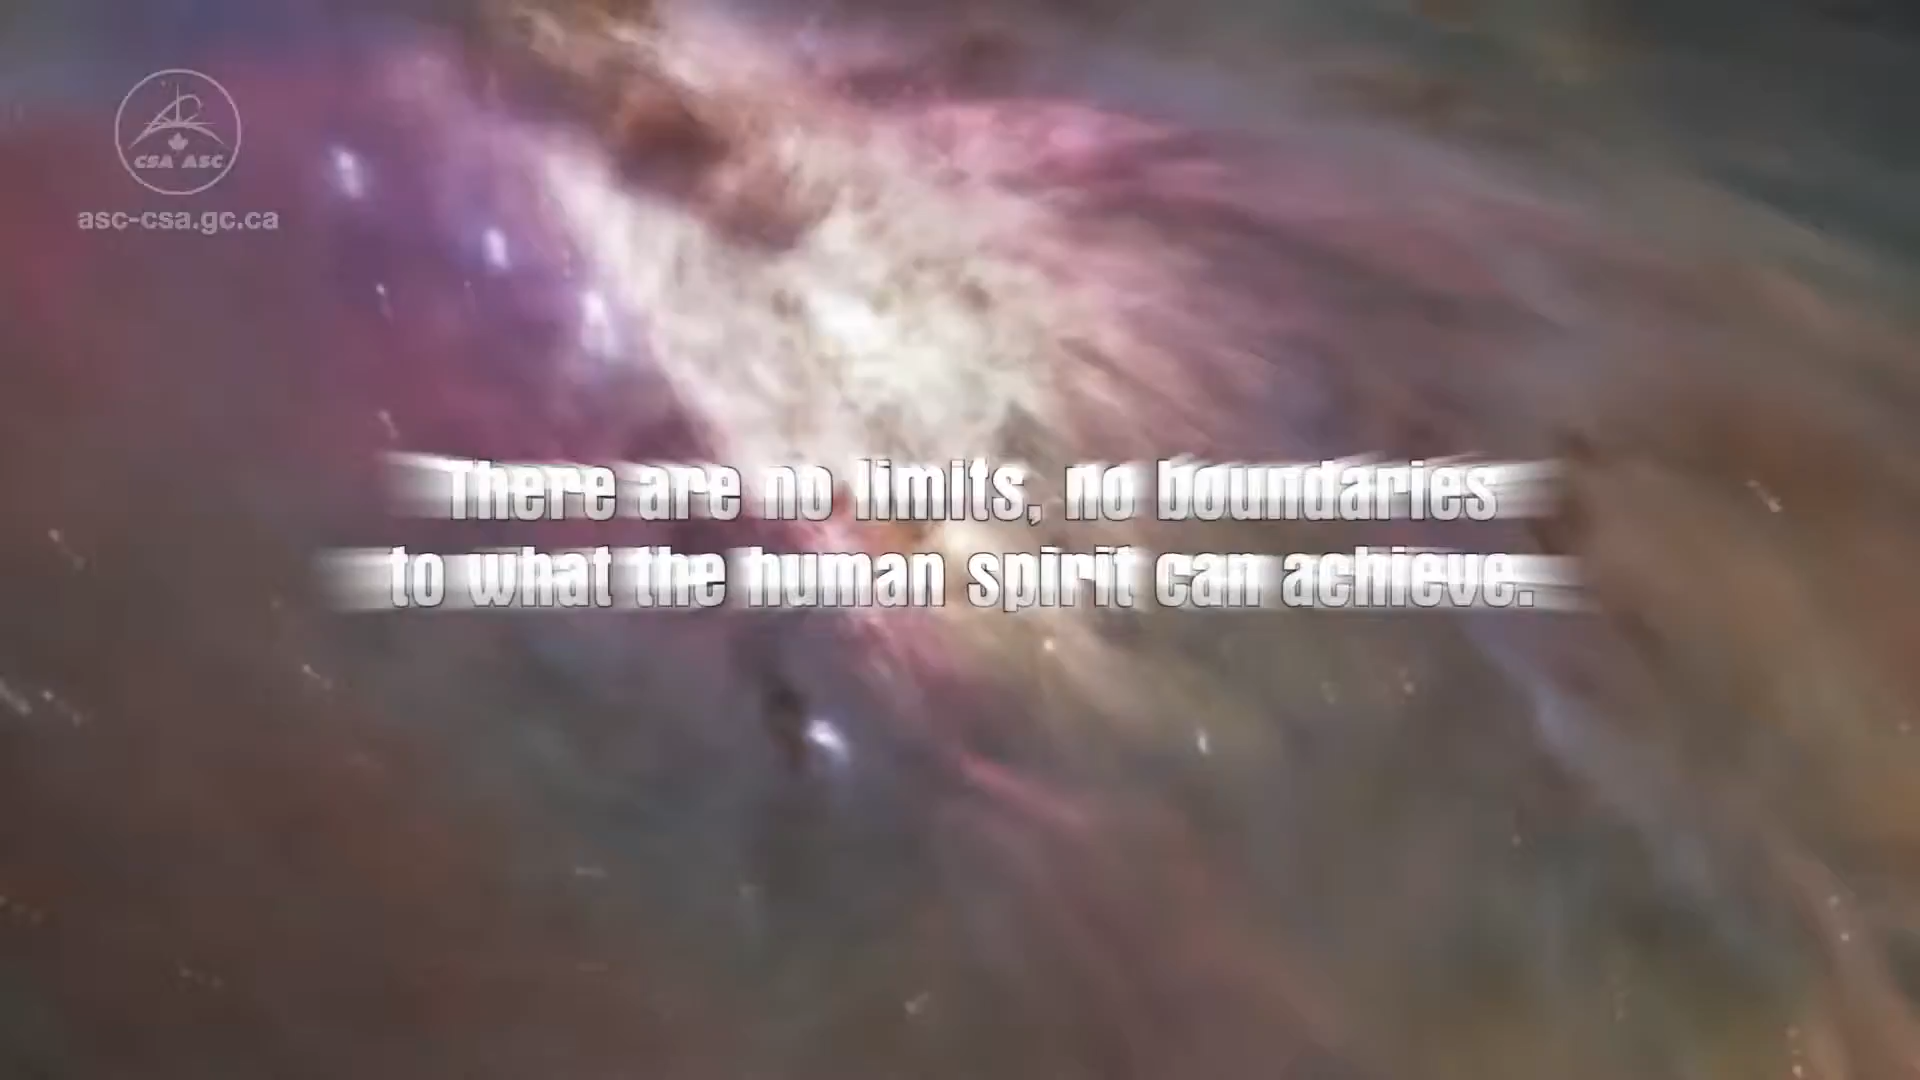 CSA ASC
asc-csa.gc.ca
There are no limits, no boundaries
to what the human spirit can achieve.